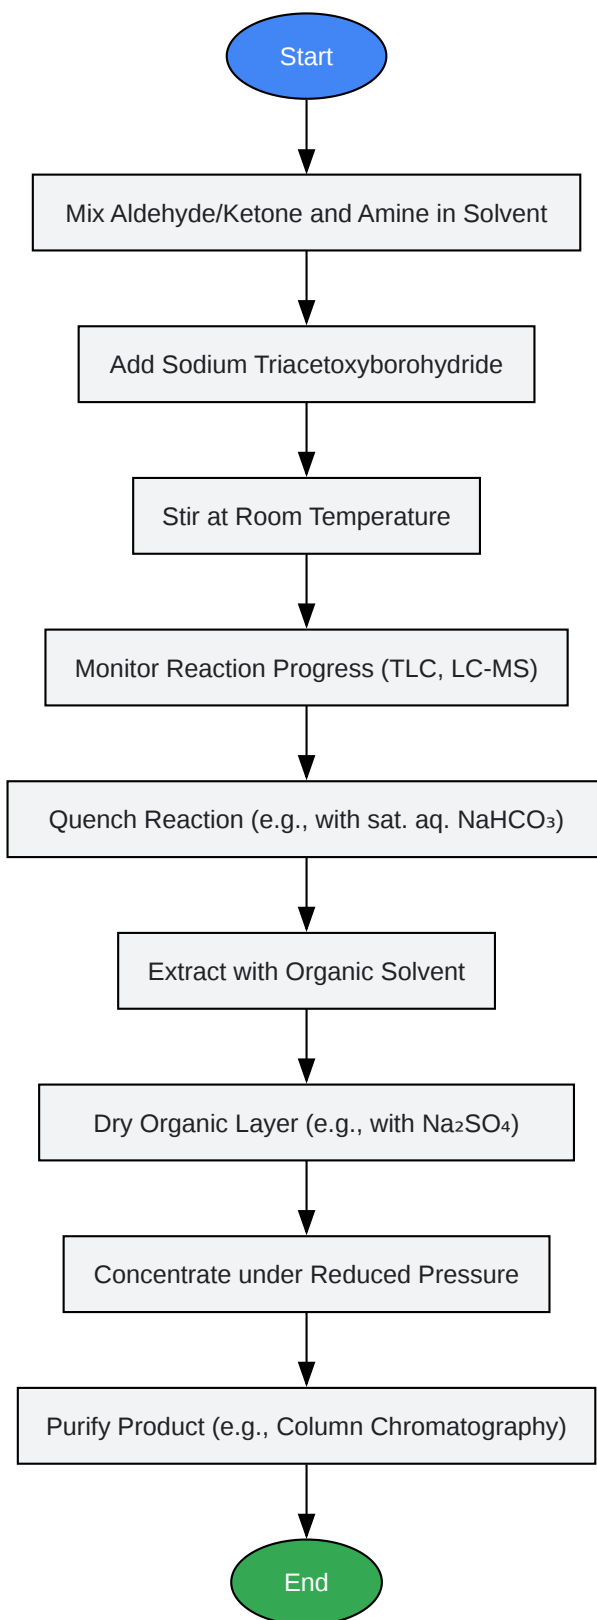 Start
Mix Aldehyde/Ketone and Amine in Solvent
Add Sodium Triacetoxyborohydride
Stir at Room Temperature
Monitor Reaction Progress (TLC, LC-MS)
Quench Reaction (e.g., with sat. aq. NaHCO₃)
Extract with Organic Solvent
Dry Organic Layer (e.g., with Na₂SO₄)
Concentrate under Reduced Pressure
Purify Product (e.g., Column Chromatography)
End